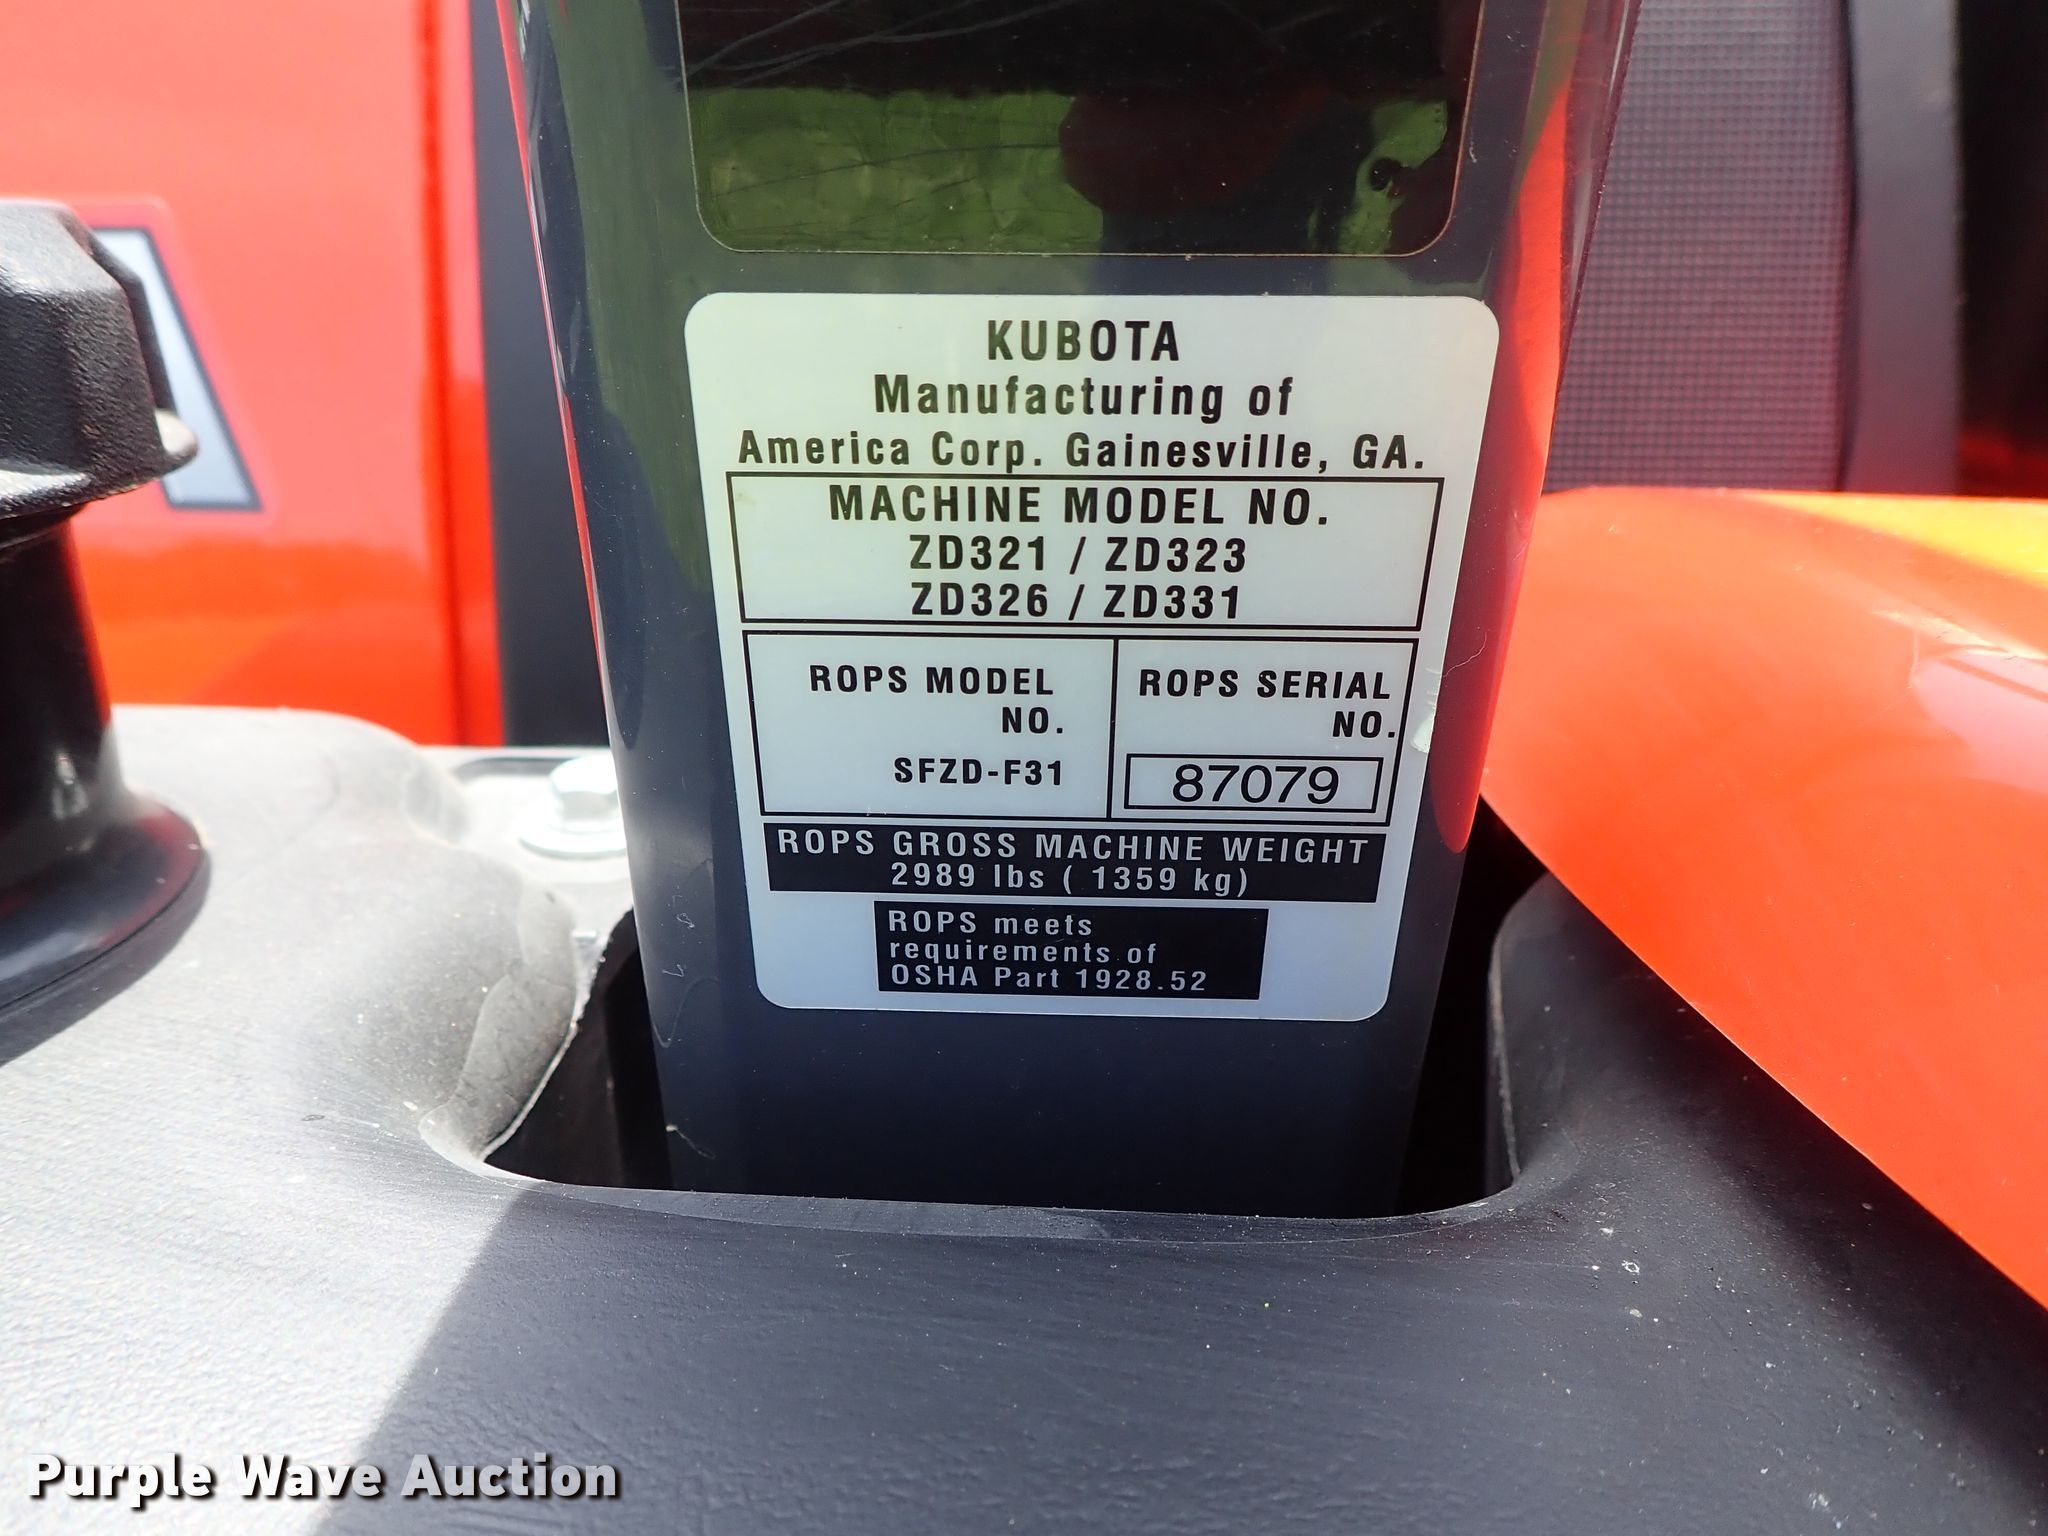 KUBOTA
Manufacturing of
America Corp. Gainesville, GA.
MACHINE MODEL NO.
ZD321 / ZD323
ZD326 / ZD331
ROPS MODEL
NO.
SFZD-F31
ROPS SERIAL
NO.
87079
ROPS GROSS MACHINE WEIGHT
2989 lbs ( 1359 kg)
ROPS meets
requirements of
OSHA Part 1928.52
Purple Wave Auction